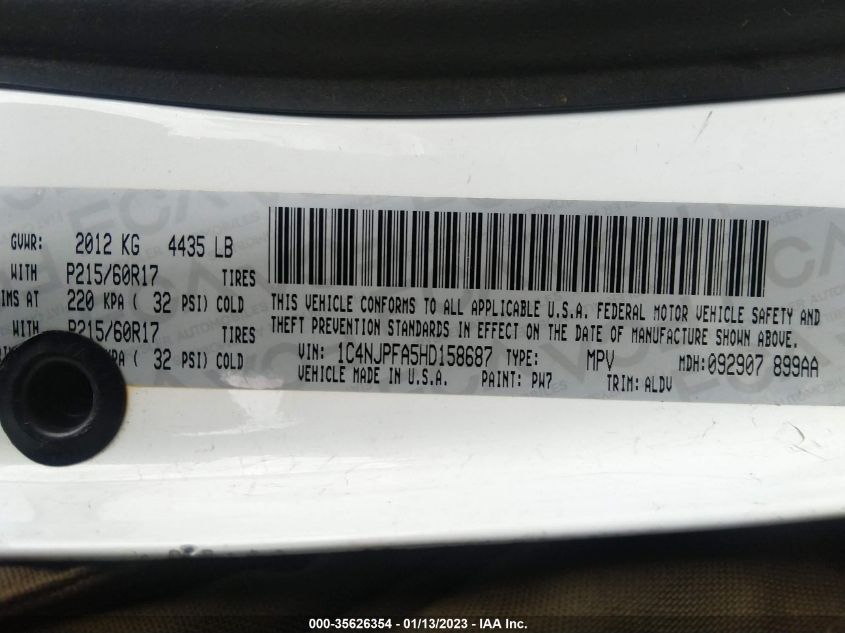 GVWR: 2012 KG 4435 LB
WITH P215/60R17 TIRES
IMS AT 220 KPA ( 32 PSI) COLD
WITH P215/60R17 TIRES
KPA ( 32 PSI) COLD
THIS VEHICLE CONFORMS TO ALL APPLICABLE U.S.A. FEDERAL MOTOR VEHICLE SAFETY AND
THEFT PREVENTION STANDARDS IN EFFECT ON THE DATE OF MANUFACTURE SHOWN ABOVE.
VIN: 1C4NJPFA5HD158687 TYPE: MPV MDH:092907 899AA
VEHICLE MADE IN U.S.A. PAINT: PW7 TRIM: ALDV
000-35626354 - 01/13/2023 - IAA Inc.